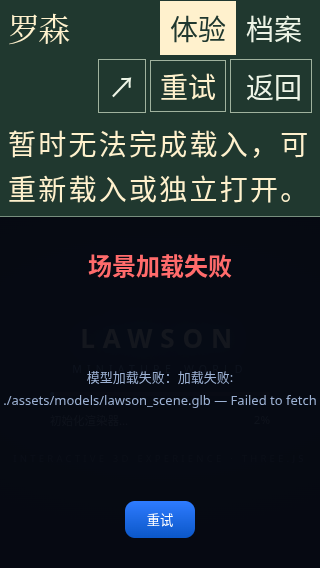 罗森
体验 档案
↗ 重试 返回
暂时无法完成载入，可
重新载入或独立打开。
场景加载失败
LAWSON
模型加载失败：加载失败:
./assets/models/lawson_scene.glb — Failed to fetch
重试